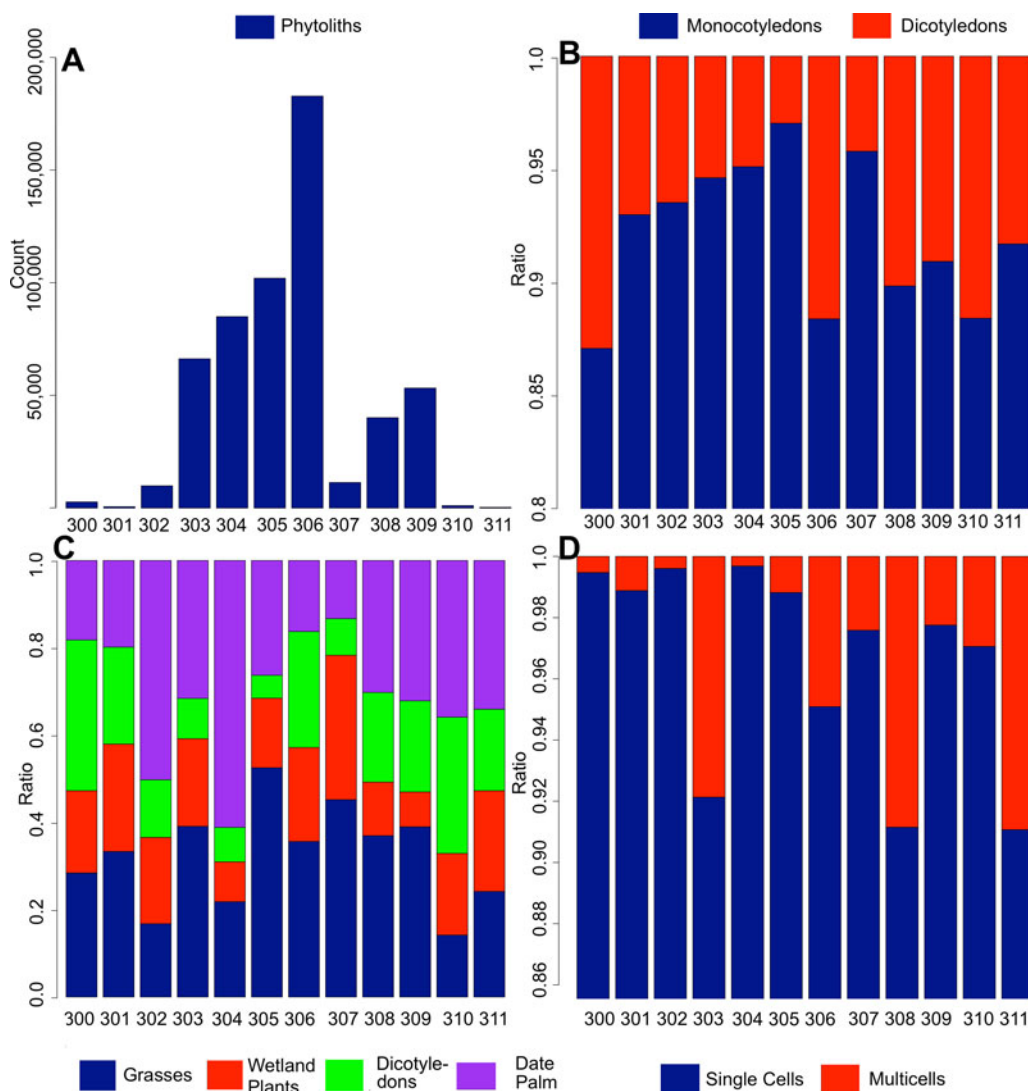 Phytoliths
A
200,000
150,000
100,000
50,000
Count
300 301 302 303 304 305 306 307 308 309 310 311
Monocotyledons Dicotyledons
B
1.0
0.95
0.9
0.85
0.8
Ratio
300 301 302 303 304 305 306 307 308 309 310 311
C
1.0
0.8
0.6
0.4
0.2
0.0
Ratio
300 301 302 303 304 305 306 307 308 309 310 311
Grasses Wetland Dicotyle- Date
Plants dons Palm
D
1.0
0.98
0.96
0.94
0.92
0.90
0.88
0.86
Ratio
300 301 302 303 304 305 306 307 308 309 310 311
Single Cells Multicells